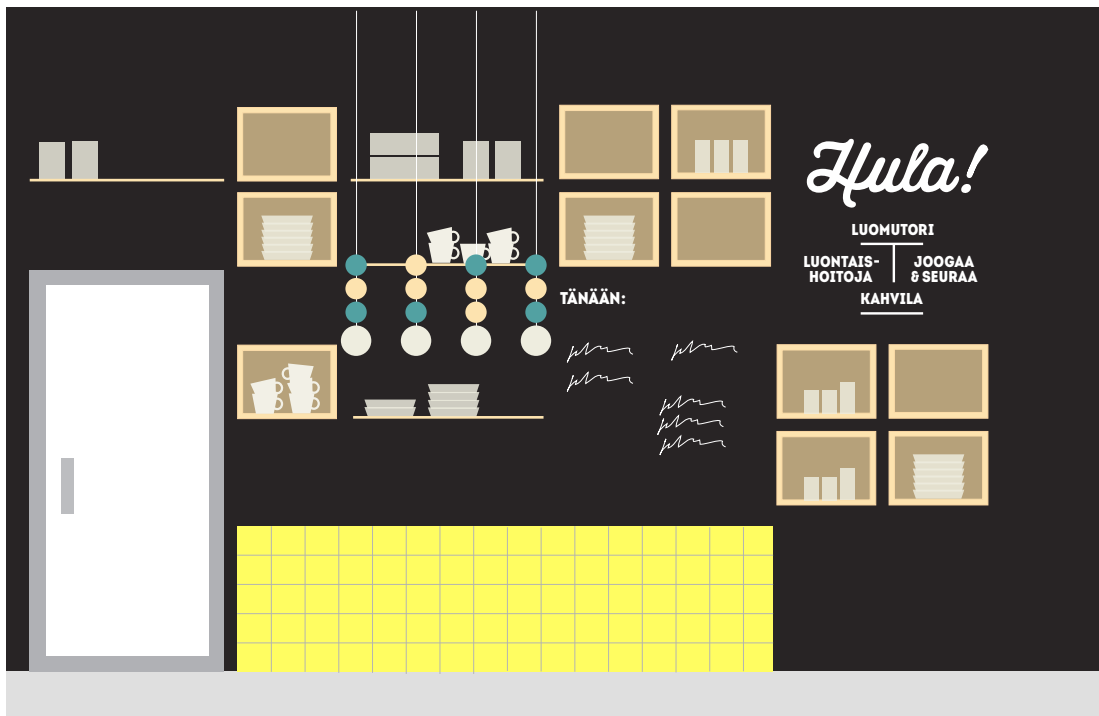 Hula!
LUOMUTORI
LUONTAIS-
HOITOJA
JOOGAA
& SEURAA
KAHVILA
TÄNÄÄN: